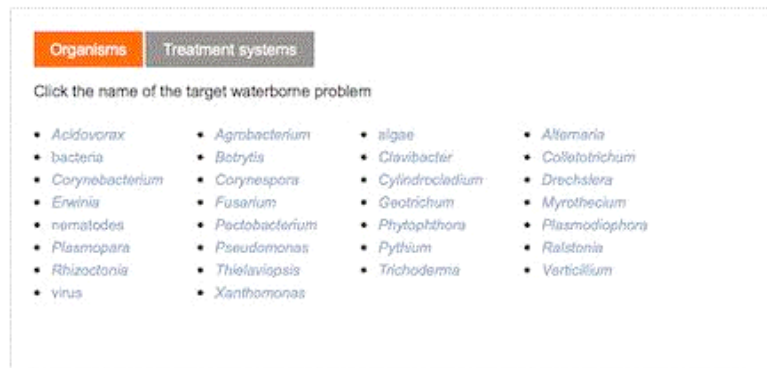 Organisms Treatment systems
Click the name of the target waterborne problem
• Acidovorax • Agrobacterium • algae • Alternaria
• bacteria • Botrytis • Clavibacter • Colletotrichum
• Corynebacterium • Corynespora • Cylindrocladium • Drechslera
• Erwinia • Fusarium • Geotrichum • Myrothecium
• nematodes • Pectobacterium • Phytophthora • Plasmodiophora
• Plasmopara • Pseudomonas • Pythium • Ralstonia
• Rhizoctonia • Thielaviopsis • Trichoderma • Verticillium
• virus • Xanthomonas